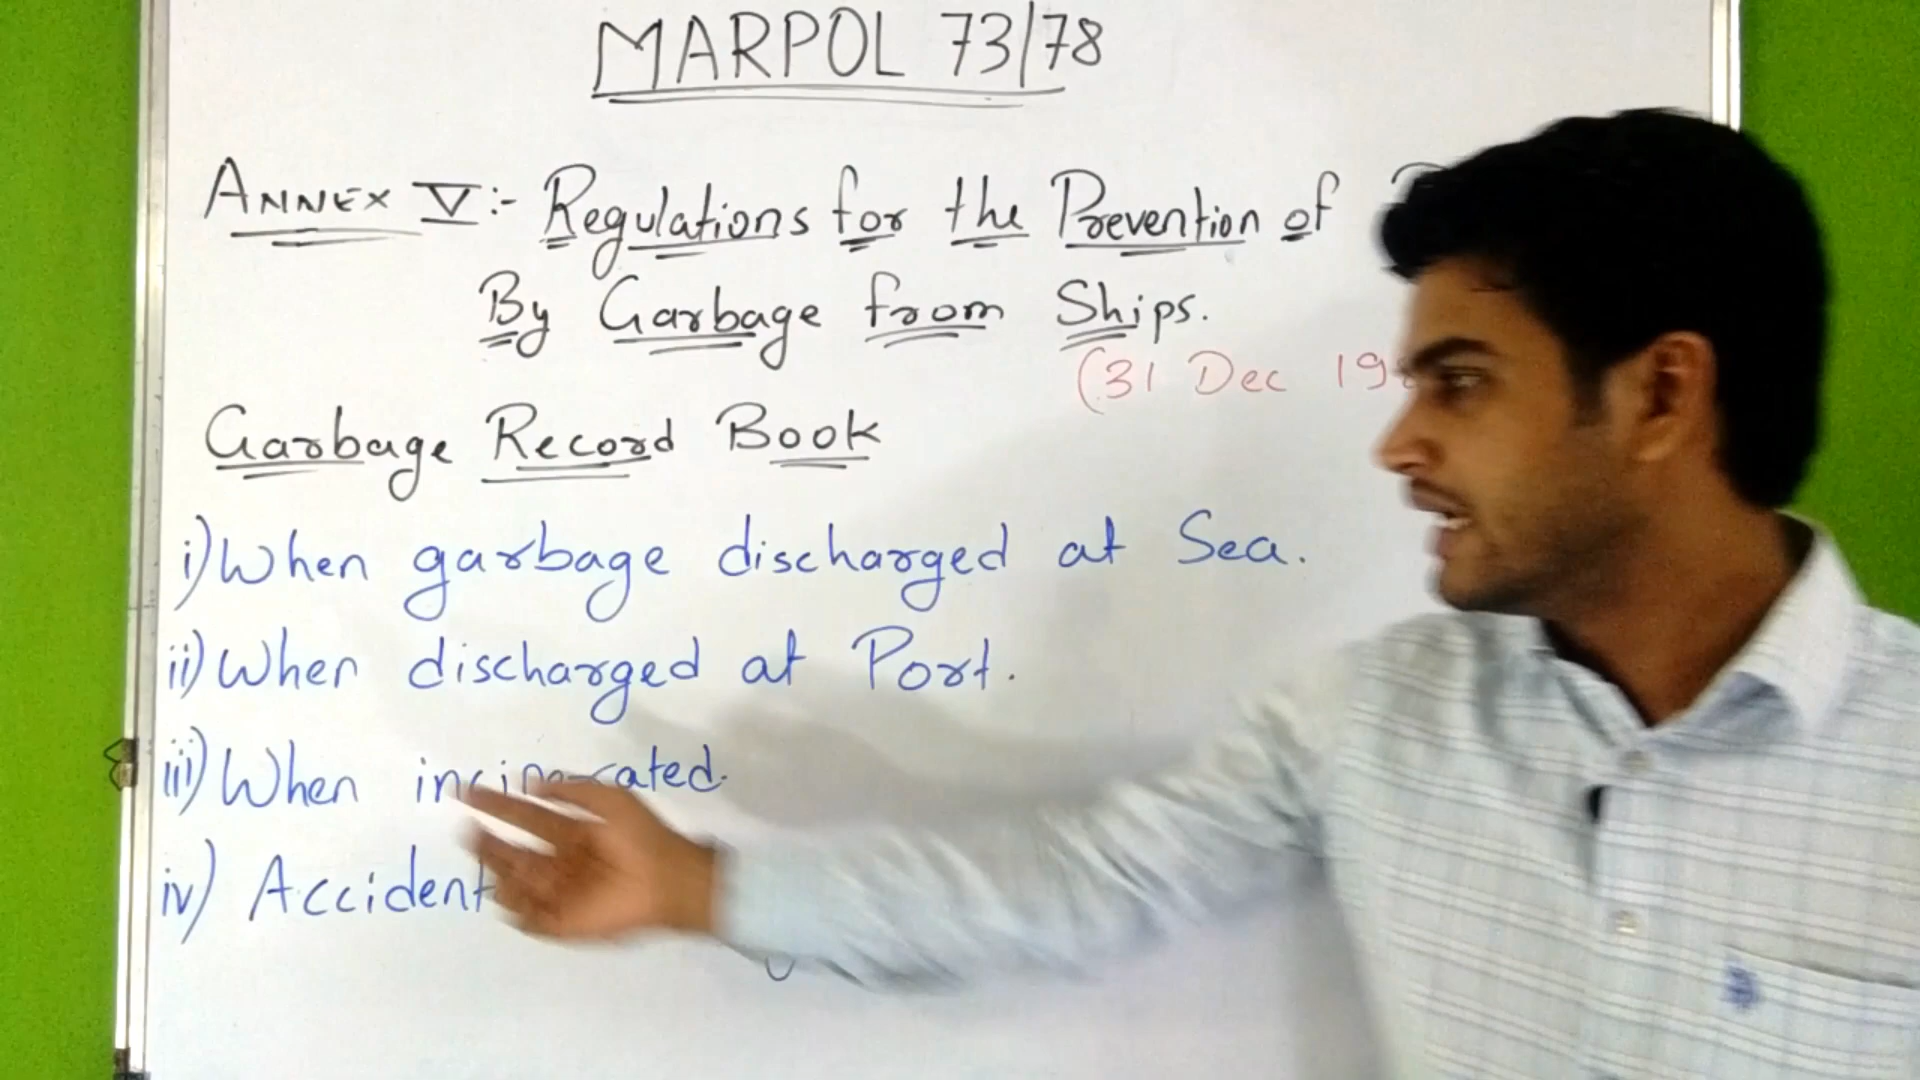 MARPOL 73/78
ANNEX V:- Regulations for the Prevention of
By Garbage from Ships.
(31 Dec 19
Garbage Record Book
i) When garbage discharged at Sea.
ii) When discharged at Port.
iii) When incinerated.
iv) Accident